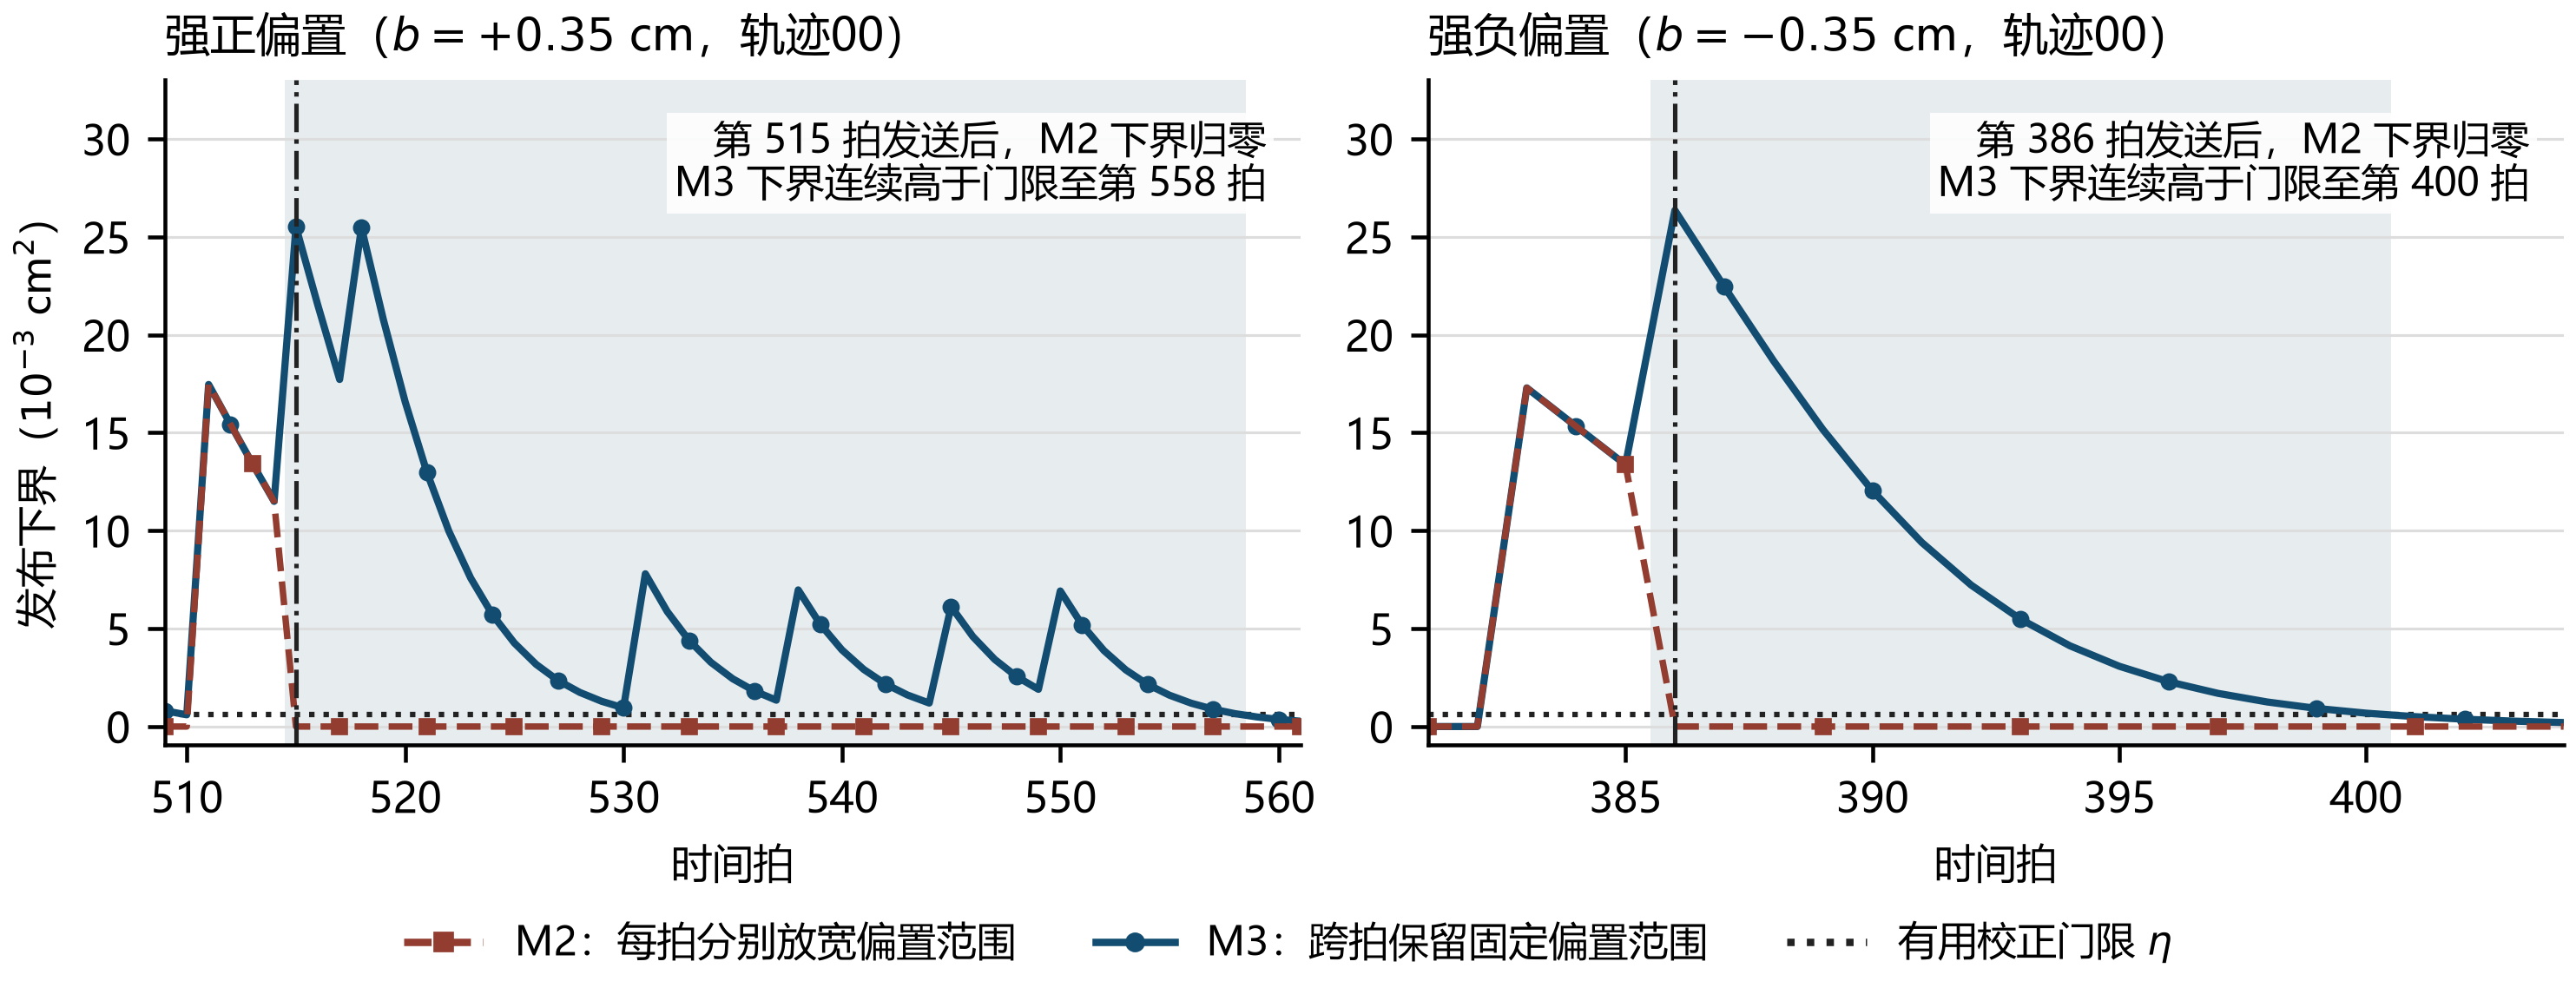 强正偏置（b = +0.35 cm，轨迹00）
第 515 拍发送后，M2 下界归零
M3 下界连续高于门限至第 558 拍
发布下界（10⁻³ cm²）
30
25
20
15
10
5
0
510 520 530 540 550 560
时间拍
强负偏置（b = −0.35 cm，轨迹00）
第 386 拍发送后，M2 下界归零
M3 下界连续高于门限至第 400 拍
30
25
20
15
10
5
0
385 390 395 400
时间拍
M2：每拍分别放宽偏置范围 M3：跨拍保留固定偏置范围 有用校正门限 η